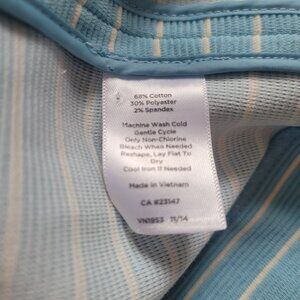 68% Cotton
30% Polyester
2% Spandex
Machine Wash Cold
Gentle Cycle
Only Non-Chlorine
Bleach When Needed
Reshape, Lay Flat To
Dry
Cool Iron If Needed
Made in Vietnam
CA #23147
VN1953 11/14